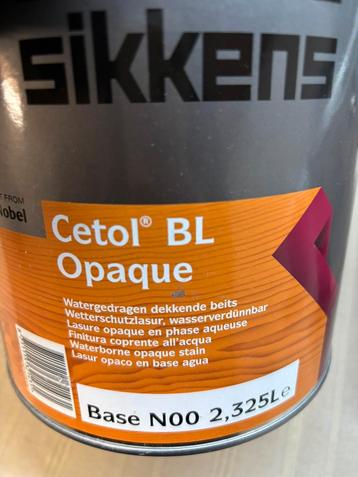 sikkens
FROM
Nobel
Cetol® BL
Opaque
Watergedragen dekkende beits
Wetterschutzlasur, wasserverdünnbar
Lasure opaque en phase aqueuse
Finitura coprente all'acqua
Waterborne opaque stain
Lasur opaco en base agua
Base N00 2,325L℮